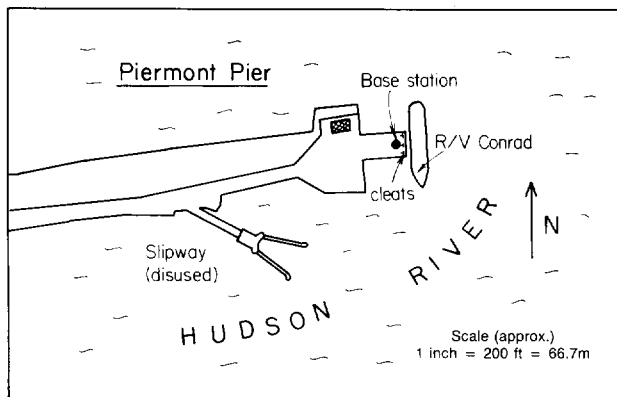 Piermont Pier
Base station
R/V Conrad
cleats
Slipway
(disused)
HUDSON RIVER
N
Scale (approx.)
1 inch = 200 ft = 66.7m